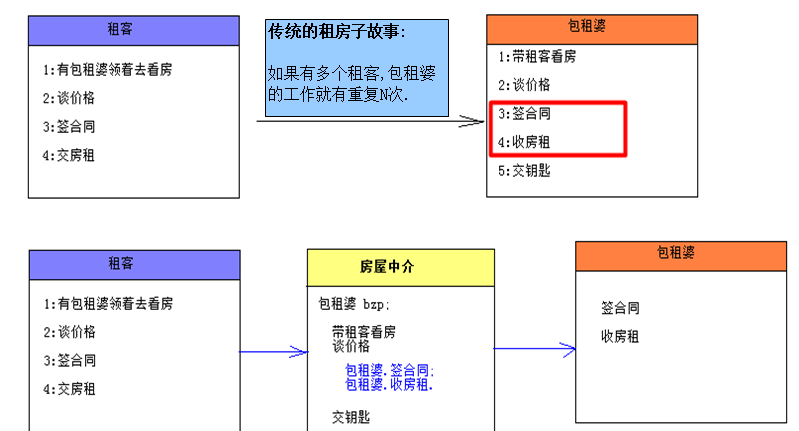 租客
1:有包租婆领着去看房
2:谈价格
3:签合同
4:交房租
传统的租房子故事:
如果有多个租客,包租婆
的工作就有重复N次.
包租婆
1:带租客看房
2:谈价格
3:签合同
4:收房租
5:交钥匙
租客
1:有包租婆领着去看房
2:谈价格
3:签合同
4:交房租
房屋中介
包租婆 bzp;
带租客看房
谈价格
包租婆.签合同;
包租婆.收房租.
交钥匙
包租婆
签合同
收房租